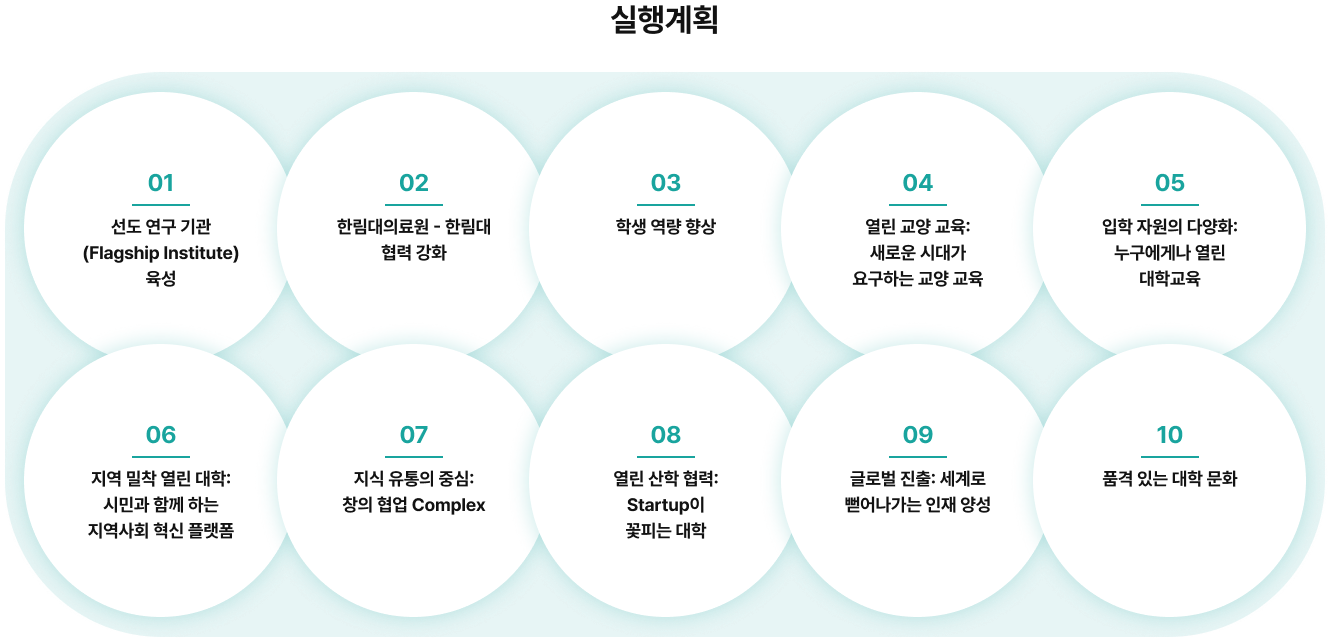 실행계획
01
선도 연구 기관
(Flagship Institute)
육성
02
한림대의료원 - 한림대
협력 강화
03
학생 역량 향상
04
열린 교양 교육:
새로운 시대가
요구하는 교양 교육
05
입학 자원의 다양화:
누구에게나 열린
대학교육
06
지역 밀착 열린 대학:
시민과 함께 하는
지역사회 혁신 플랫폼
07
지식 유통의 중심:
창의 협업 Complex
08
열린 산학 협력:
Startup이
꽃피는 대학
09
글로벌 진출: 세계로
뻗어나가는 인재 양성
10
품격 있는 대학 문화